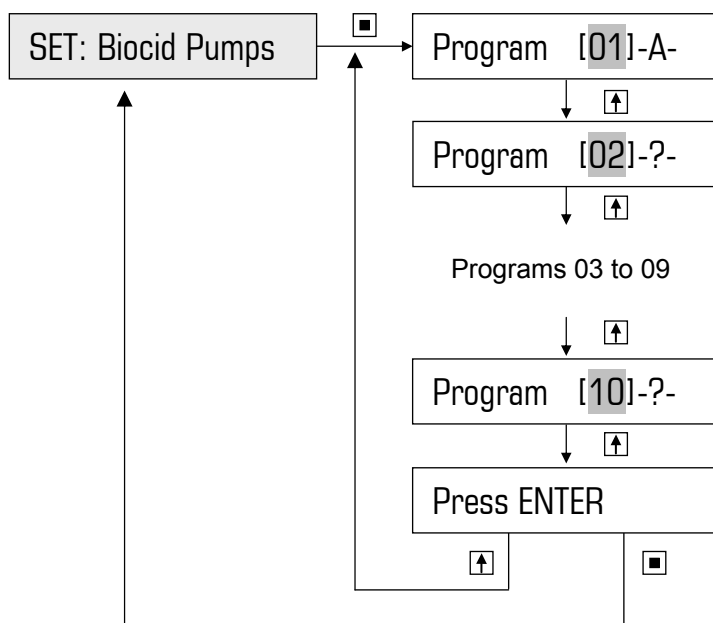 SET: Biocid Pumps
Program [01]-A-
Program [02]-?-
Programs 03 to 09
Program [10]-?-
Press ENTER